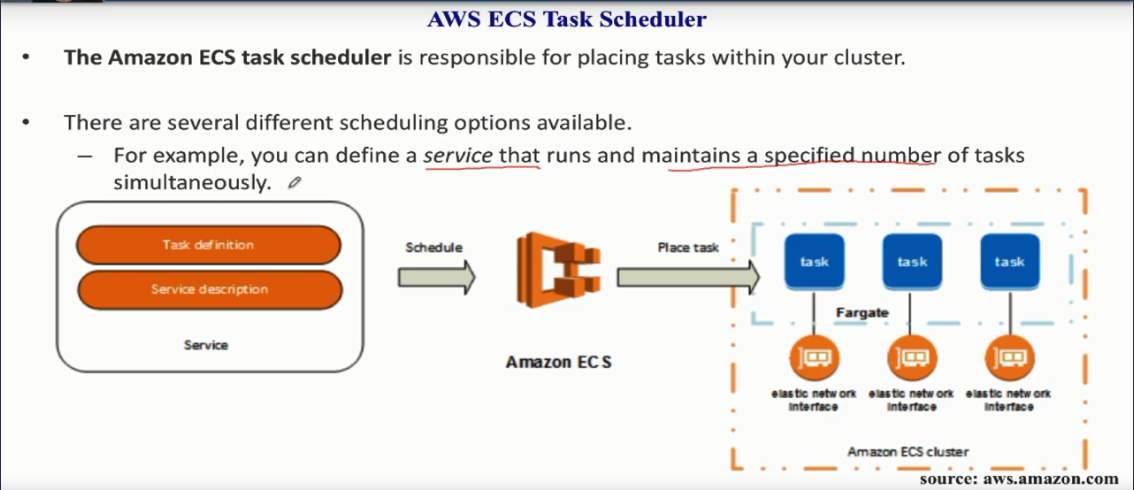 AWS ECS Task Scheduler
• The Amazon ECS task scheduler is responsible for placing tasks within your cluster.
• There are several different scheduling options available.
– For example, you can define a service that runs and maintains a specified number of tasks
simultaneously.
Task definition
Service description
Service
Schedule
Amazon ECS
Place task
task
task
task
Fargate
elastic network
interface
elastic network
interface
elastic network
interface
Amazon ECS cluster
source: aws.amazon.com